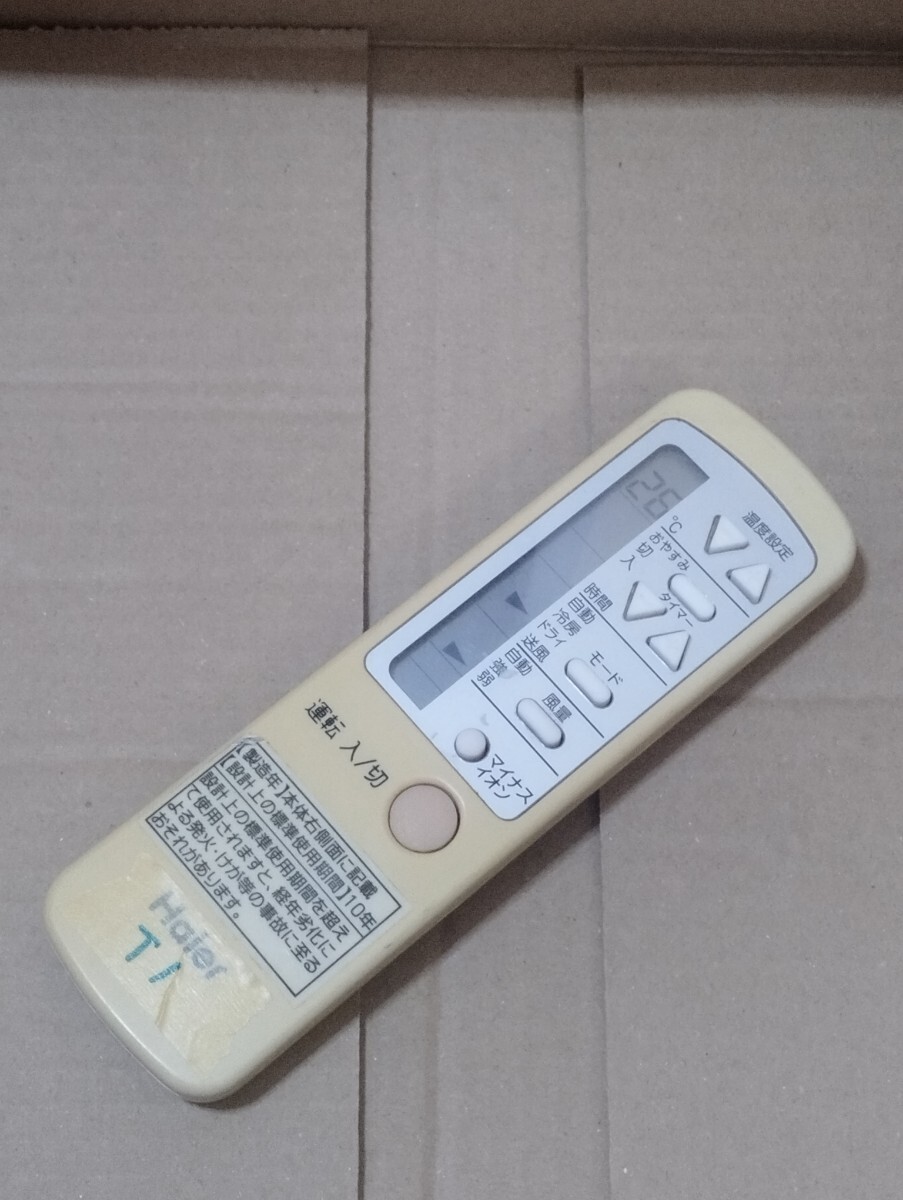 温度設定
26
℃
おやすみ
切
入
タイマー
時間
自動
冷房
ドライ
送風
モード
自動
強
弱
風量
マイナス
イオン
運転 入/切
【製造年】本体右側面に記載
【設計上の標準使用期間】10年
設計上の標準使用期間を超え
て使用されますと、経年劣化に
よる発火・けが等の事故に至る
おそれがあります。
Haier